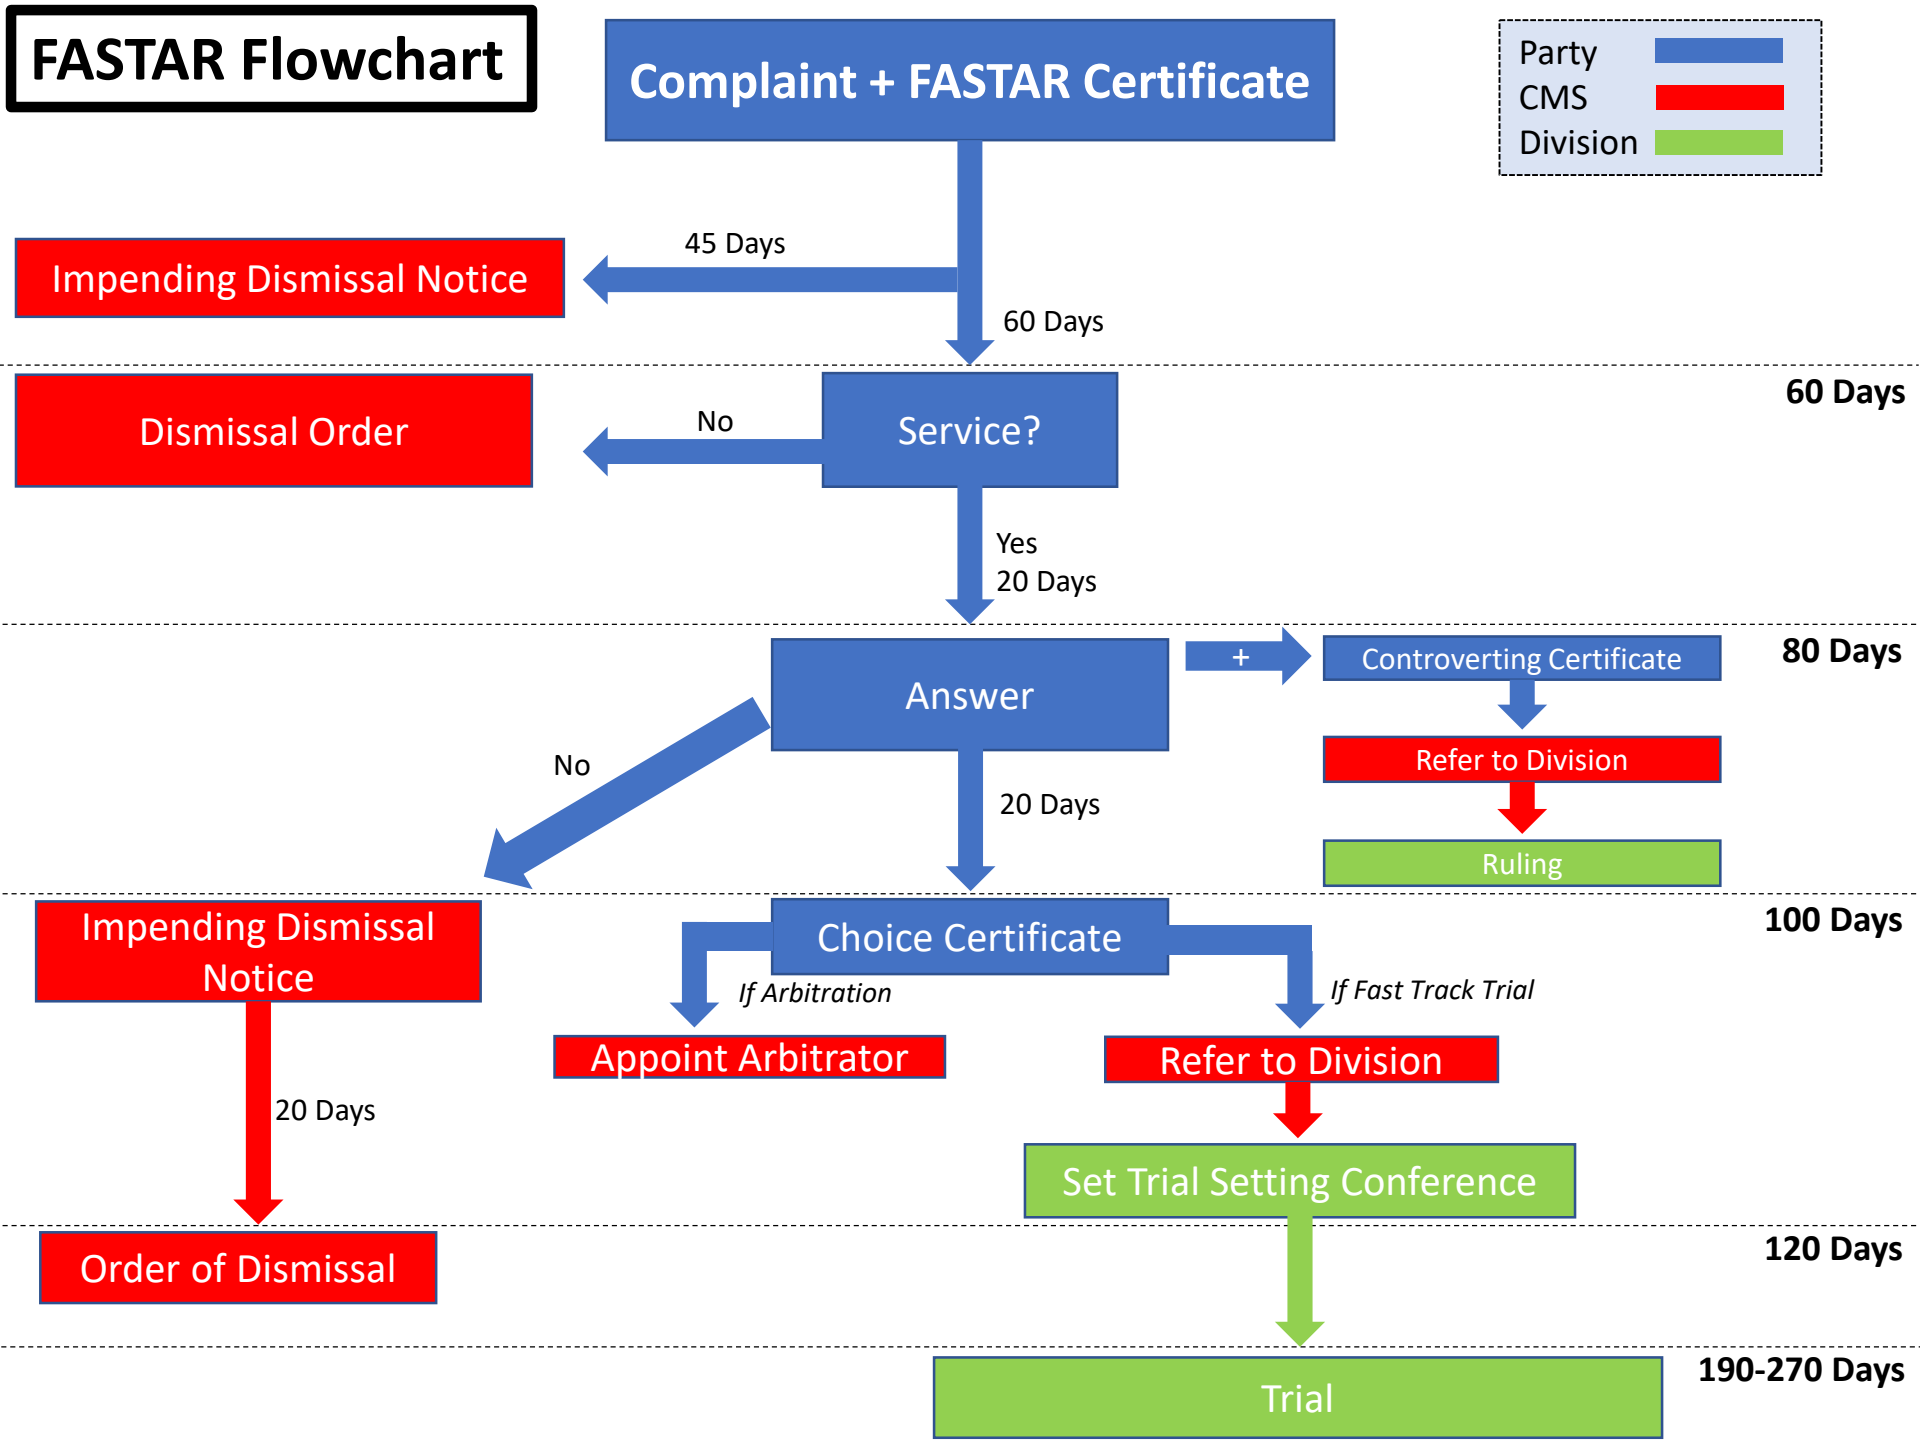 FASTAR Flowchart
Complaint + FASTAR Certificate
Party
CMS
Division
45 Days
Impending Dismissal Notice
60 Days
60 Days
Dismissal Order
No
Service?
Yes
20 Days
80 Days
Answer
+
Controverting Certificate
No
20 Days
Refer to Division
Ruling
100 Days
Impending Dismissal
Notice
Choice Certificate
If Arbitration
If Fast Track Trial
Appoint Arbitrator
Refer to Division
20 Days
Set Trial Setting Conference
120 Days
Order of Dismissal
190-270 Days
Trial